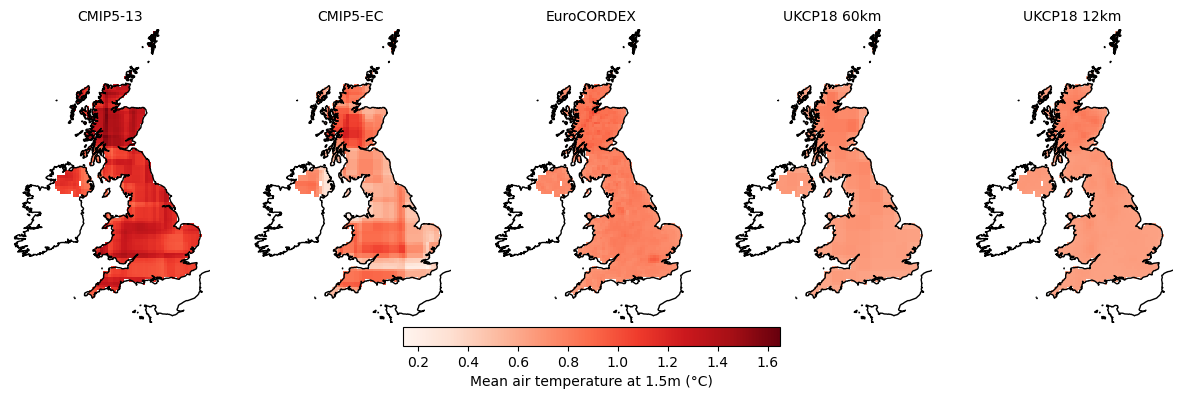 CMIP5-13 CMIP5-EC EuroCORDEX UKCP18 60km UKCP18 12km
0.2 0.4 0.6 0.8 1.0 1.2 1.4 1.6
Mean air temperature at 1.5m (°C)